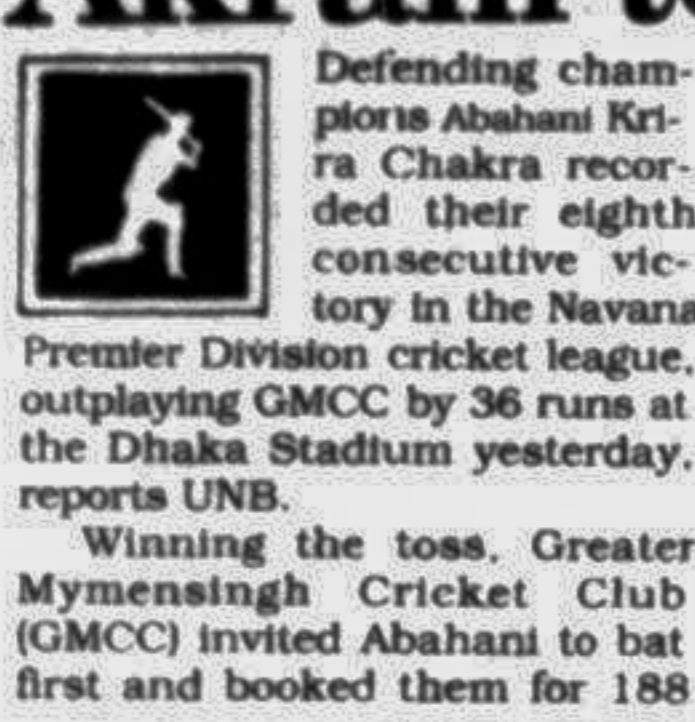 Defending cham-
pions Abahani Kri-
ra Chakra recor-
ded their eighth
consecutive vic-
tory in the Navana
Premier Division cricket league,
outplaying GMCC by 36 runs at
the Dhaka Stadium yesterday,
reports UNB.
Winning the toss, Greater
Mymensingh Cricket Club
(GMCC) invited Abahani to bat
first and booked them for 188